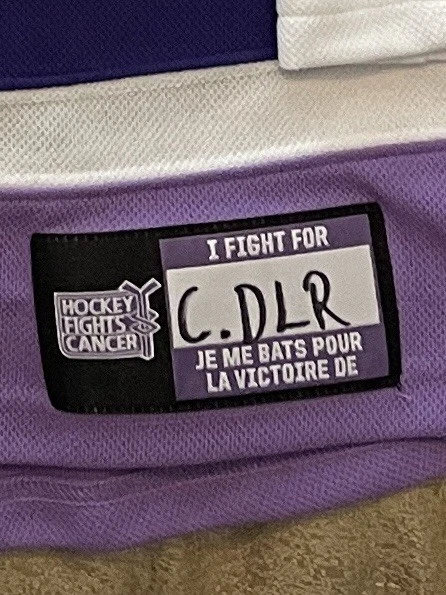 HOCKEY
FIGHTS
CANCER
I FIGHT FOR
C.DLR
JE ME BATS POUR
LA VICTOIRE DE